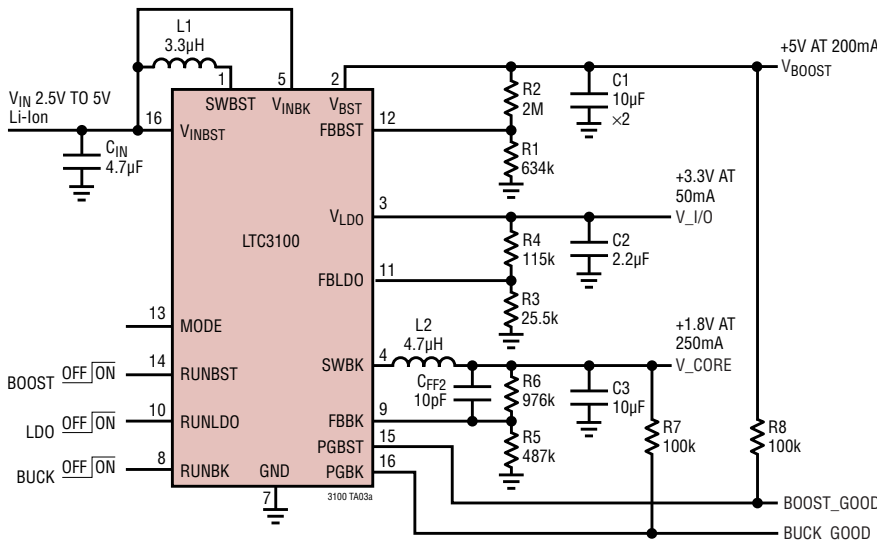 L1
3.3µH
1
5
2
+5V AT 200mA
VBOOST
VIN 2.5V TO 5V
Li-Ion
16
SWBST
VINBK
VBST
VINBST
FBBST
12
R2
2M
C1
10µF
×2
CIN
4.7µF
R1
634k
+3.3V AT
50mA
V_I/O
VLDO
3
LTC3100
R4
115k
C2
2.2µF
FBLDO
11
R3
25.5k
13
MODE
L2
4.7µH
+1.8V AT
250mA
V_CORE
BOOST OFF ON
14
RUNBST
SWBK
4
CFF2
10pF
R6
976k
C3
10µF
LDO OFF ON
10
RUNLDO
FBBK
9
R5
487k
R7
100k
R8
100k
PGBST
15
BUCK OFF ON
8
RUNBK
GND
PGBK
16
7
3100 TA03a
BOOST_GOOD
BUCK_GOOD